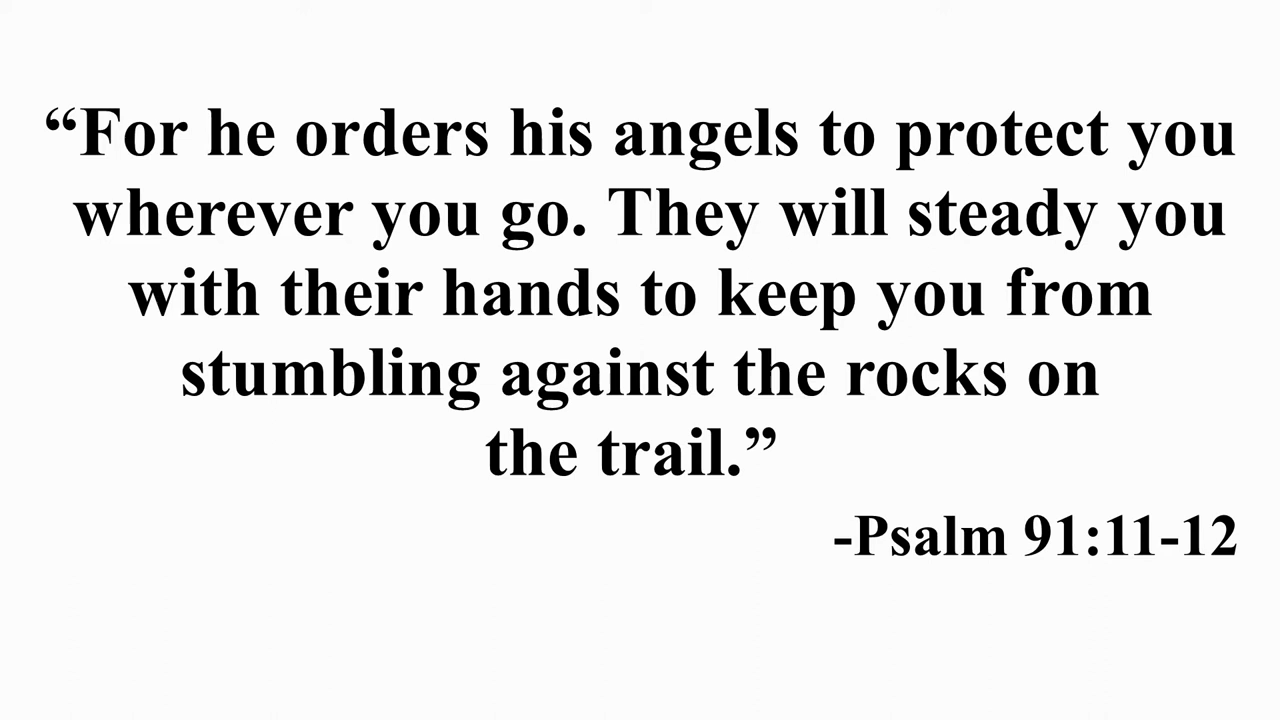 “For he orders his angels to protect you
wherever you go. They will steady you
with their hands to keep you from
stumbling against the rocks on
the trail.”
-Psalm 91:11-12